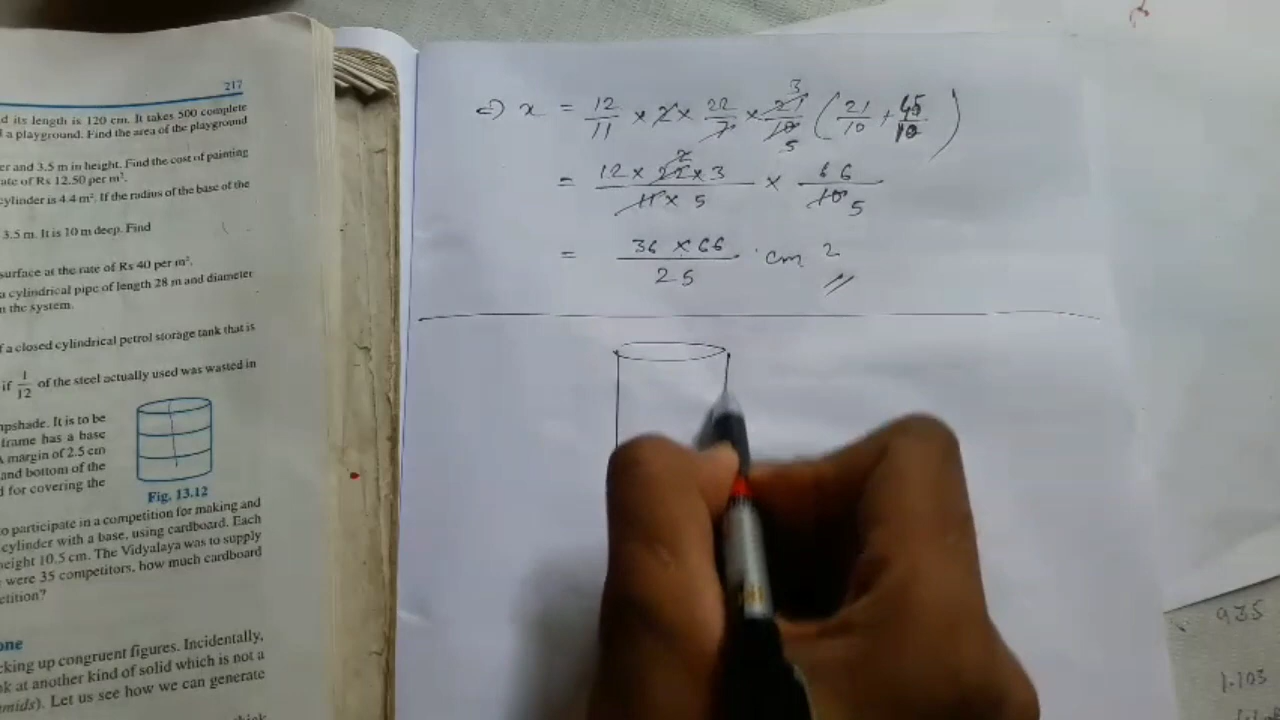 217
d its length is 120 cm. It takes 500 complete
a playground. Find the area of the playground
er and 3.5 m in height. Find the cost of painting
rate of Rs 12.50 per m².
cylinder is 4.4 m². If the radius of the base of the
3.5 m. It is 10 m deep. Find
surface at the rate of Rs 40 per m².
a cylindrical pipe of length 28 m and diameter
n the system.
f a closed cylindrical petrol storage tank that is
if 1/12 of the steel actually used was wasted in
mpshade. It is to be
frame has a base
A margin of 2.5 cm
and bottom of the
d for covering the
Fig. 13.12
o participate in a competition for making and
cylinder with a base, using cardboard. Each
height 10.5 cm. The Vidyalaya was to supply
were 35 competitors, how much cardboard
etition?
one
cking up congruent figures. Incidentally,
k at another kind of solid which is not a
mids). Let us see how we can generate
⇒ x = 12/11 × 2 × 22/7 × 21/10 3 5 (21/10 + 45/10)
= 12 × 22 2 × 3 / 11 × 5 × 66/10 5
= 36 × 66 / 25 cm²
935
1.103